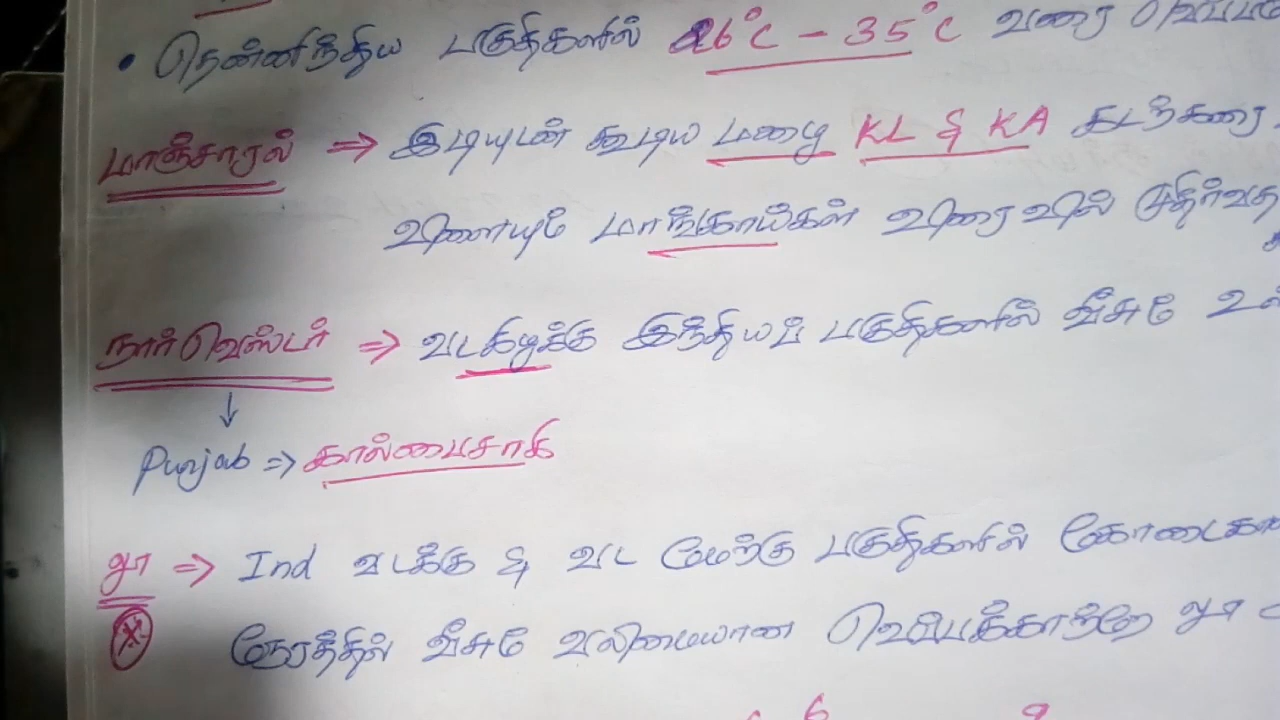 • தென்னிந்திய பகுதிகளில் 26°C – 35°C வரை வெப்ப
மாஞ்சாரல் ⇒ இடியுடன் கூடிய மழை KL & KA கடற்கரை
விளையும் மாங்காய்கள் விரைவில் முதிர்வத
நார்வெஸ்டர் ⇒ வடகிழக்கு இந்தியப் பகுதிகளில் வீசும்
↓
Punjab ⇒ கால்பைசாகி
லூ ⇒ Ind வடக்கு & வட மேற்கு பகுதிகளில் கோடைகா
நேரத்தில் வீசும் வலிமையான வெப்பக்காற்றே லூ